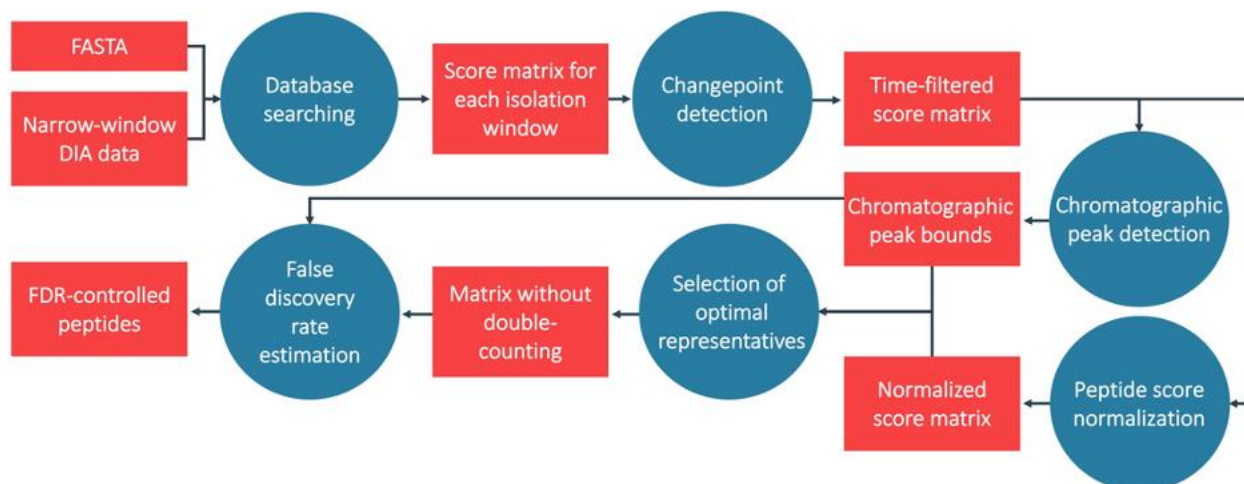 FASTA
Narrow-window
DIA data
Database
searching
Score matrix for
each isolation
window
Changepoint
detection
Time-filtered
score matrix
Chromatographic
peak detection
Chromatographic
peak bounds
Peptide score
normalization
Normalized
score matrix
Selection of
optimal
representatives
Matrix without
double-
counting
False
discovery
rate
estimation
FDR-controlled
peptides